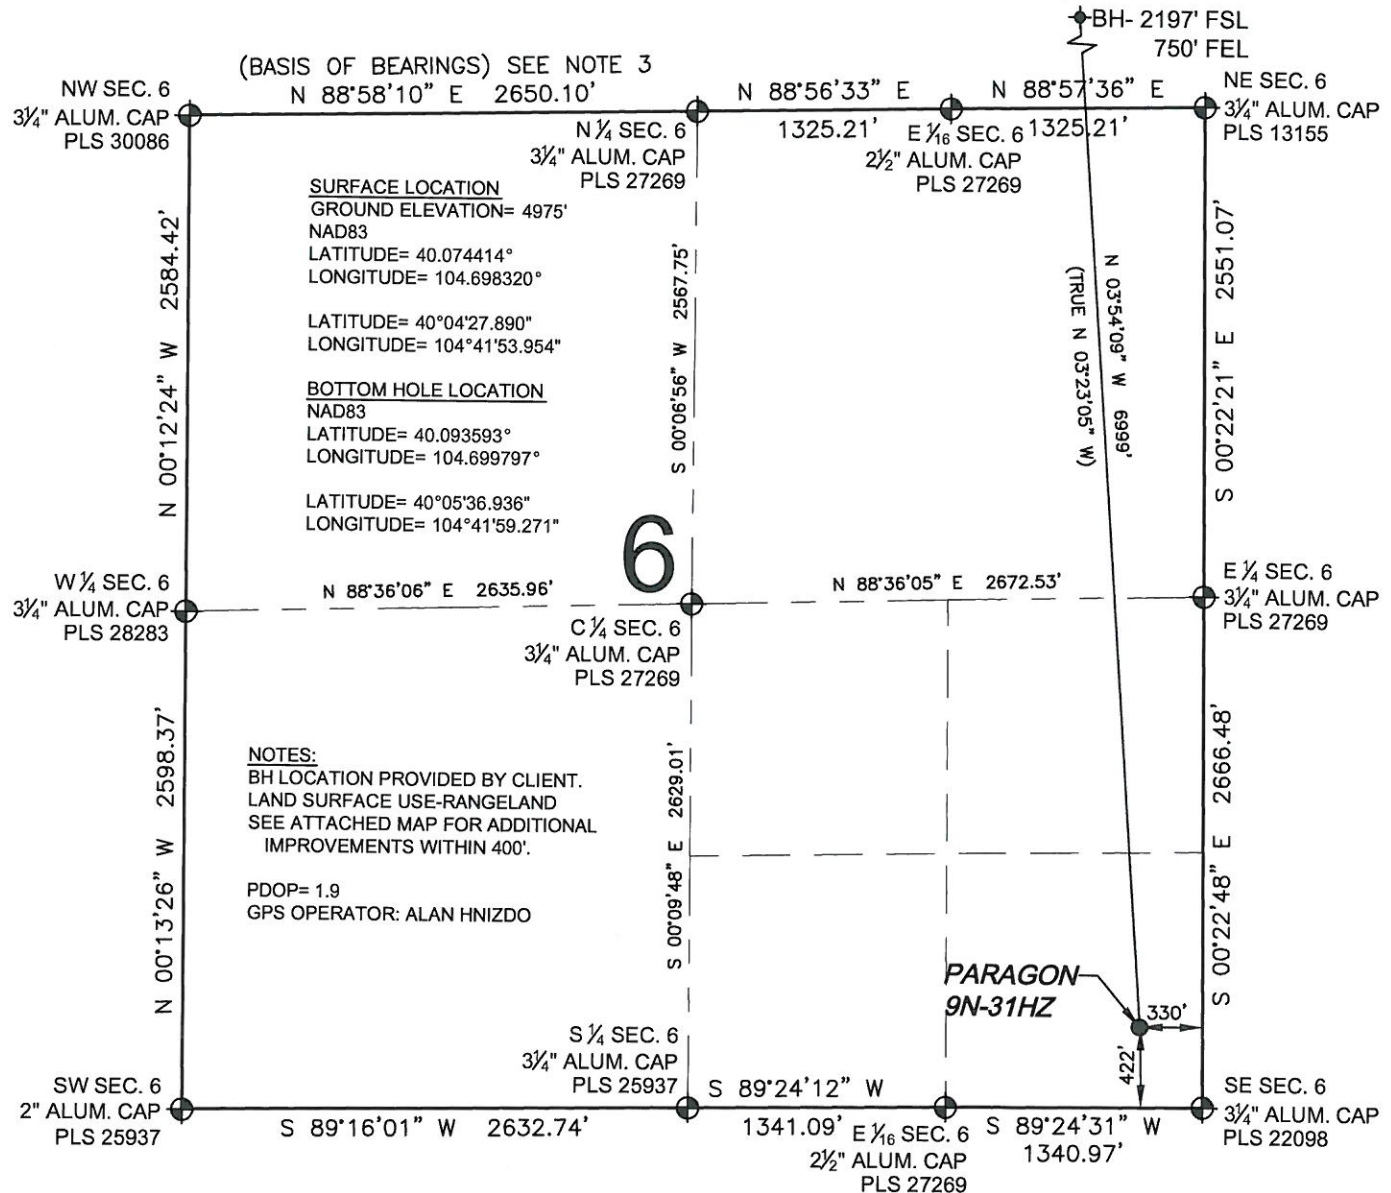 BH- 2197' FSL
750' FEL
(BASIS OF BEARINGS) SEE NOTE 3
NW SEC. 6
3¼" ALUM. CAP
PLS 30086
N 88°58'10" E 2650.10'
N 88°56'33" E
1325.21'
N 88°57'36" E
1325.21'
NE SEC. 6
3¼" ALUM. CAP
PLS 13155
N ¼ SEC. 6
3¼" ALUM. CAP
PLS 27269
E 1⁄16 SEC. 6
2½" ALUM. CAP
PLS 27269
SURFACE LOCATION
GROUND ELEVATION= 4975'
NAD83
LATITUDE= 40.074414°
LONGITUDE= 104.698320°
LATITUDE= 40°04'27.890"
LONGITUDE= 104°41'53.954"
BOTTOM HOLE LOCATION
NAD83
LATITUDE= 40.093593°
LONGITUDE= 104.699797°
LATITUDE= 40°05'36.936"
LONGITUDE= 104°41'59.271"
N 00°12'24" W 2584.42'
S 00°06'56" W 2567.75'
N 03°54'09" W 6999'
(TRUE N 03°23'05" W)
S 00°22'21" E 2551.07'
6
W ¼ SEC. 6
3¼" ALUM. CAP
PLS 28283
N 88°36'06" E 2635.96'
N 88°36'05" E 2672.53'
E ¼ SEC. 6
3¼" ALUM. CAP
PLS 27269
C ¼ SEC. 6
3¼" ALUM. CAP
PLS 27269
NOTES:
BH LOCATION PROVIDED BY CLIENT.
LAND SURFACE USE-RANGELAND
SEE ATTACHED MAP FOR ADDITIONAL
IMPROVEMENTS WITHIN 400'.
PDOP= 1.9
GPS OPERATOR: ALAN HNIZDO
N 00°13'26" W 2598.37'
S 00°09'48" E 2629.01'
S 00°22'48" E 2666.48'
PARAGON
9N-31HZ
330'
422'
S ¼ SEC. 6
3¼" ALUM. CAP
PLS 25937
SW SEC. 6
2" ALUM. CAP
PLS 25937
S 89°16'01" W 2632.74'
S 89°24'12" W
1341.09'
E 1⁄16 SEC. 6
2½" ALUM. CAP
PLS 27269
S 89°24'31" W
1340.97'
SE SEC. 6
3¼" ALUM. CAP
PLS 22098